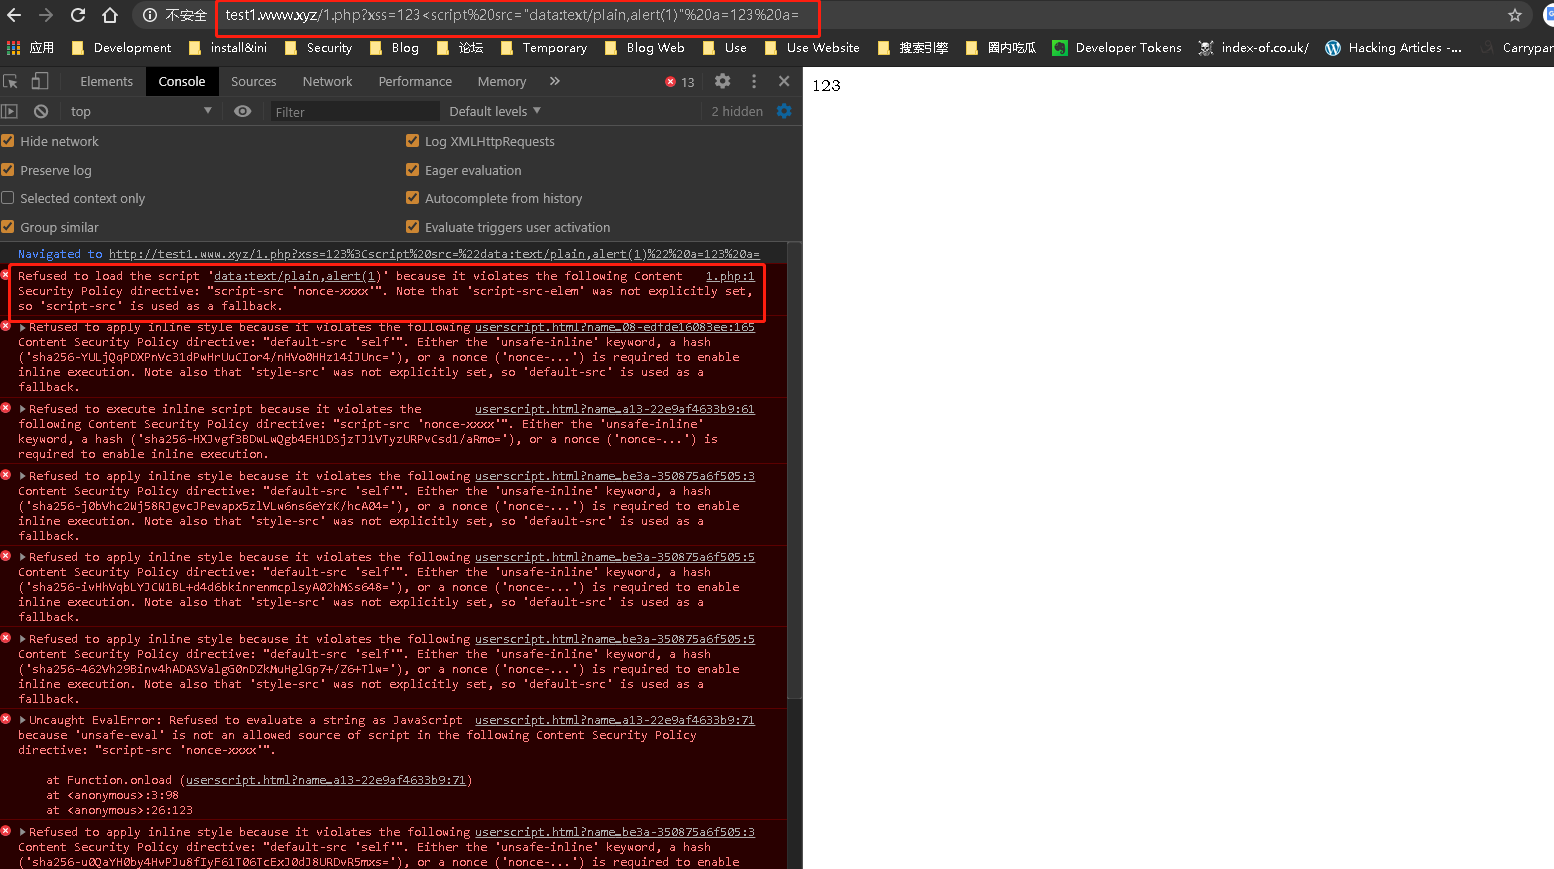 不安全 test1.www.xyz/1.php?xss=123<script%20src="data:text/plain,alert(1)"%20a=123%20a=
应用 Development install&ini Security Blog 论坛 Temporary Blog Web Use Use Website 搜索引擎 圈内吃瓜 Developer Tokens index-of.co.uk/ Hacking Articles -... Carrypar
Elements Console Sources Network Performance Memory » 13
top Filter Default levels 2 hidden
Hide network Log XMLHttpRequests
Preserve log Eager evaluation
Selected context only Autocomplete from history
Group similar Evaluate triggers user activation
Navigated to http://test1.www.xyz/1.php?xss=123%3Cscript%20src=%22data:text/plain,alert(1)%22%20a=123%20a=
Refused to load the script 'data:text/plain,alert(1)' because it violates the following Content 1.php:1
Security Policy directive: "script-src 'nonce-xxxx'". Note that 'script-src-elem' was not explicitly set,
so 'script-src' is used as a fallback.
Refused to apply inline style because it violates the following userscript.html?name…08-edfde16083ee:165
Content Security Policy directive: "default-src 'self'". Either the 'unsafe-inline' keyword, a hash
('sha256-YULjQqPDXPnVc31dPwHrUuCIor4/nHVo0HHz14iJUnc='), or a nonce ('nonce-...') is required to enable
inline execution. Note also that 'style-src' was not explicitly set, so 'default-src' is used as a
fallback.
Refused to execute inline script because it violates the userscript.html?name…a13-22e9af4633b9:61
following Content Security Policy directive: "script-src 'nonce-xxxx'". Either the 'unsafe-inline'
keyword, a hash ('sha256-HXJvgf3BDwLwQgb4EH1DSjzTJ1VTyzURPvCsd1/aRmo='), or a nonce ('nonce-...') is
required to enable inline execution.
Refused to apply inline style because it violates the following userscript.html?name…be3a-350875a6f505:3
Content Security Policy directive: "default-src 'self'". Either the 'unsafe-inline' keyword, a hash
('sha256-j0bVhc2Wj58RJgvcJPevapx5zlVLw6ns6eYzK/hcA04='), or a nonce ('nonce-...') is required to enable
inline execution. Note also that 'style-src' was not explicitly set, so 'default-src' is used as a
fallback.
Refused to apply inline style because it violates the following userscript.html?name…be3a-350875a6f505:5
Content Security Policy directive: "default-src 'self'". Either the 'unsafe-inline' keyword, a hash
('sha256-ivHhVqbLYJCW1BL+d4d6bkinrenmcplsyA02hMSs648='), or a nonce ('nonce-...') is required to enable
inline execution. Note also that 'style-src' was not explicitly set, so 'default-src' is used as a
fallback.
Refused to apply inline style because it violates the following userscript.html?name…be3a-350875a6f505:5
Content Security Policy directive: "default-src 'self'". Either the 'unsafe-inline' keyword, a hash
('sha256-462Vh29Binv4hADASValgG0nDZkMuHglGp7+/Z6+Tlw='), or a nonce ('nonce-...') is required to enable
inline execution. Note also that 'style-src' was not explicitly set, so 'default-src' is used as a
fallback.
Uncaught EvalError: Refused to evaluate a string as JavaScript userscript.html?name…a13-22e9af4633b9:71
because 'unsafe-eval' is not an allowed source of script in the following Content Security Policy
directive: "script-src 'nonce-xxxx'".
at Function.onload (userscript.html?name…a13-22e9af4633b9:71)
at <anonymous>:3:98
at <anonymous>:26:123
Refused to apply inline style because it violates the following userscript.html?name…be3a-350875a6f505:3
Content Security Policy directive: "default-src 'self'". Either the 'unsafe-inline' keyword, a hash
('sha256-u0QaYH0by4HvPJu8fIyF61T06TcExJ0dJ8URDvR5mxs='), or a nonce ('nonce-...') is required to enable
123